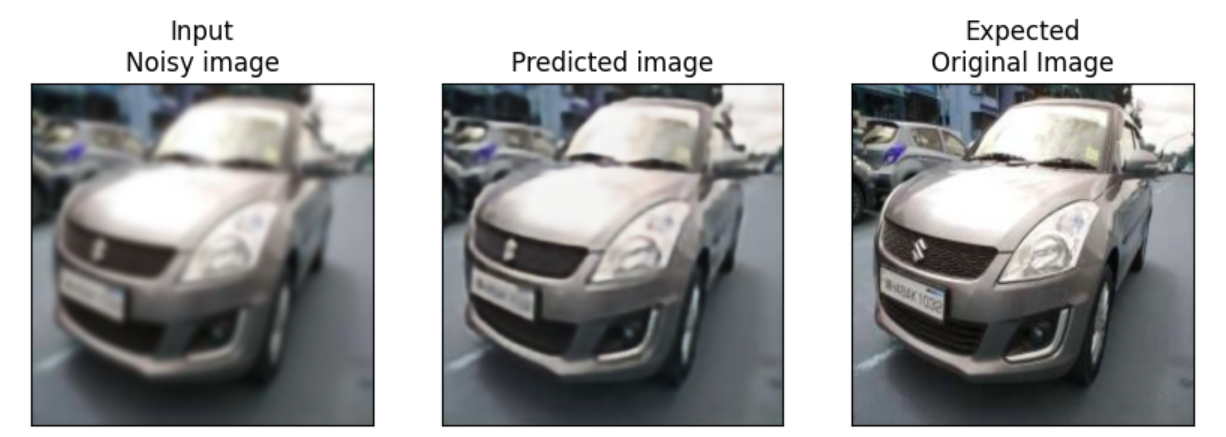 Input
Noisy image
Predicted image
Expected
Original Image